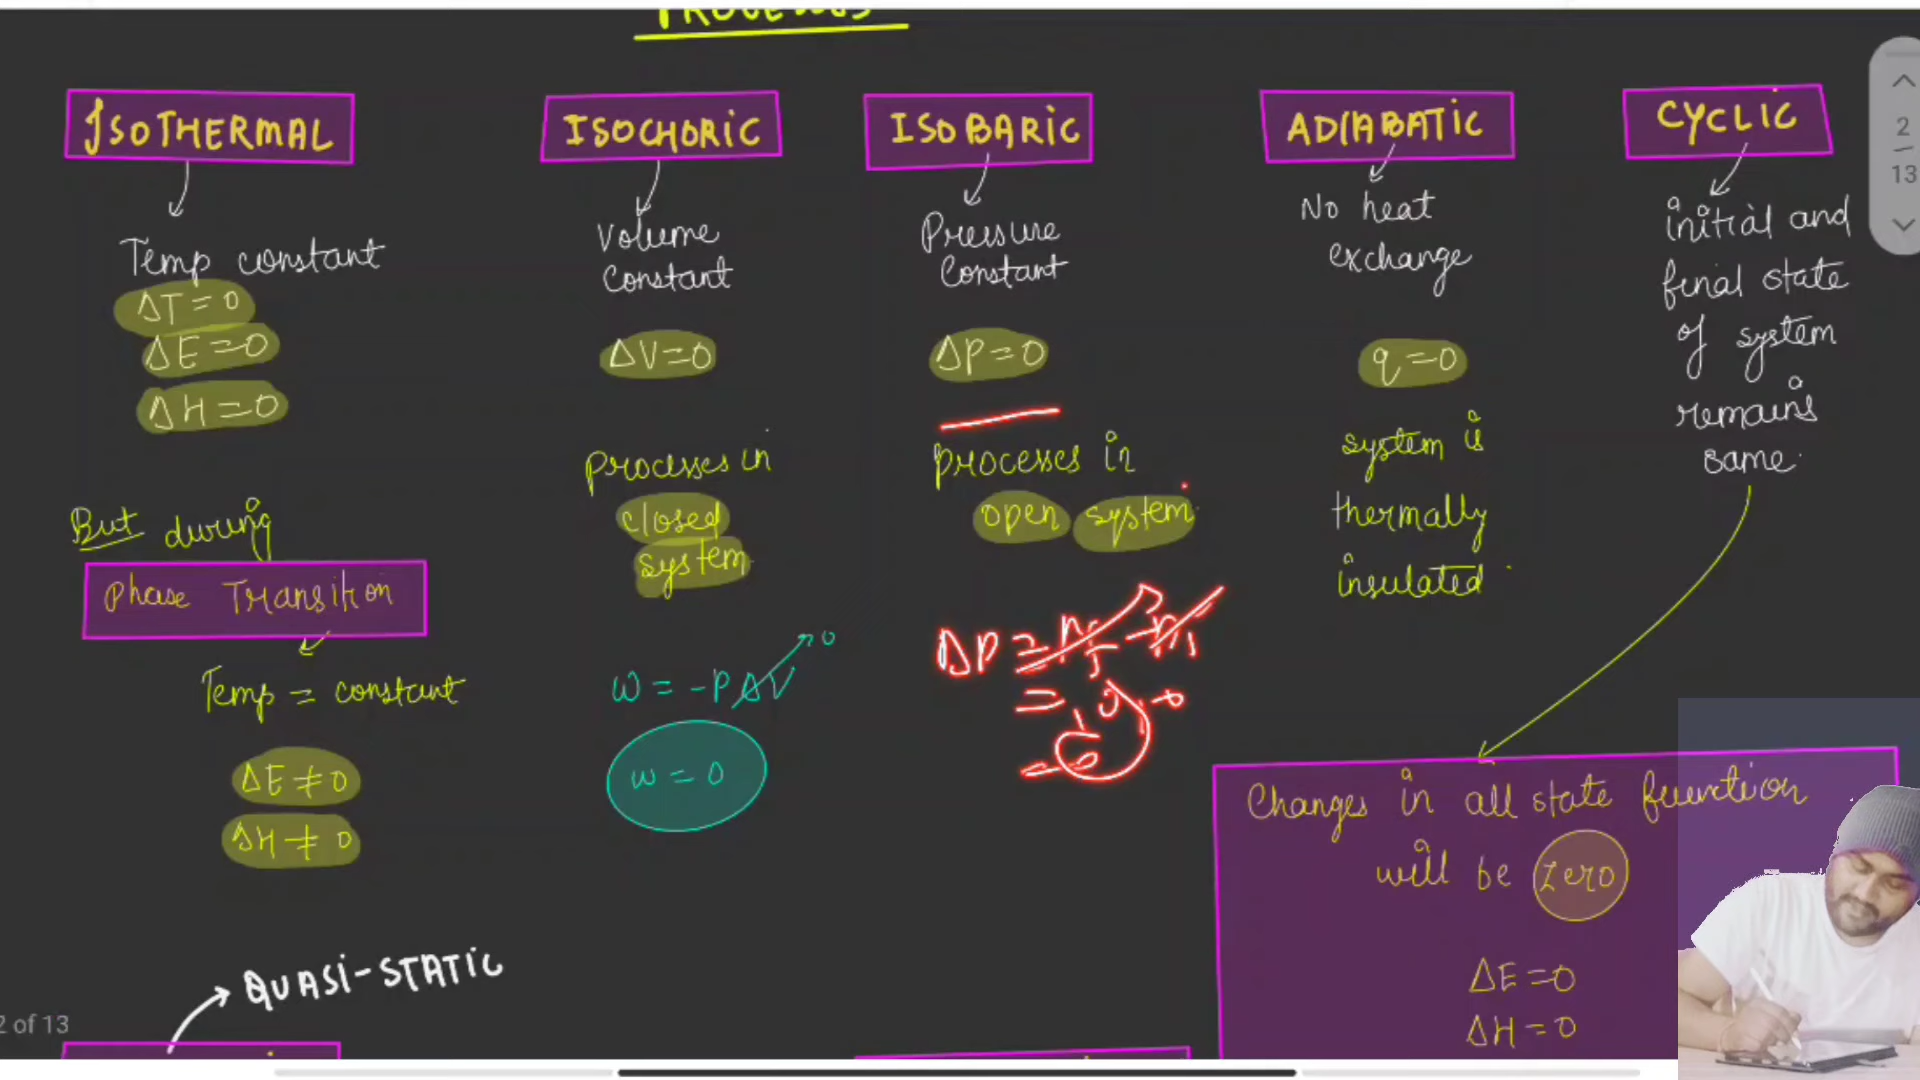 ISOTHERMAL
Temp constant
ΔT = 0
ΔE = 0
ΔH = 0
But during
Phase Transition
Temp = constant
ΔE ≠ 0
ΔH ≠ 0
ISOCHORIC
Volume
Constant
ΔV = 0
Processes in
closed
system
W = -PΔV → 0
W = 0
ISOBARIC
Pressure
Constant
ΔP = 0
processes in
open system
ΔP =
ADIABATIC
No heat
exchange
q = 0
system is
thermally
insulated
CYCLIC
initial and
final state
of system
remains
same.
Changes in all state function
will be zero
ΔE = 0
ΔH = 0
QUASI-STATIC
2
13
2 of 13